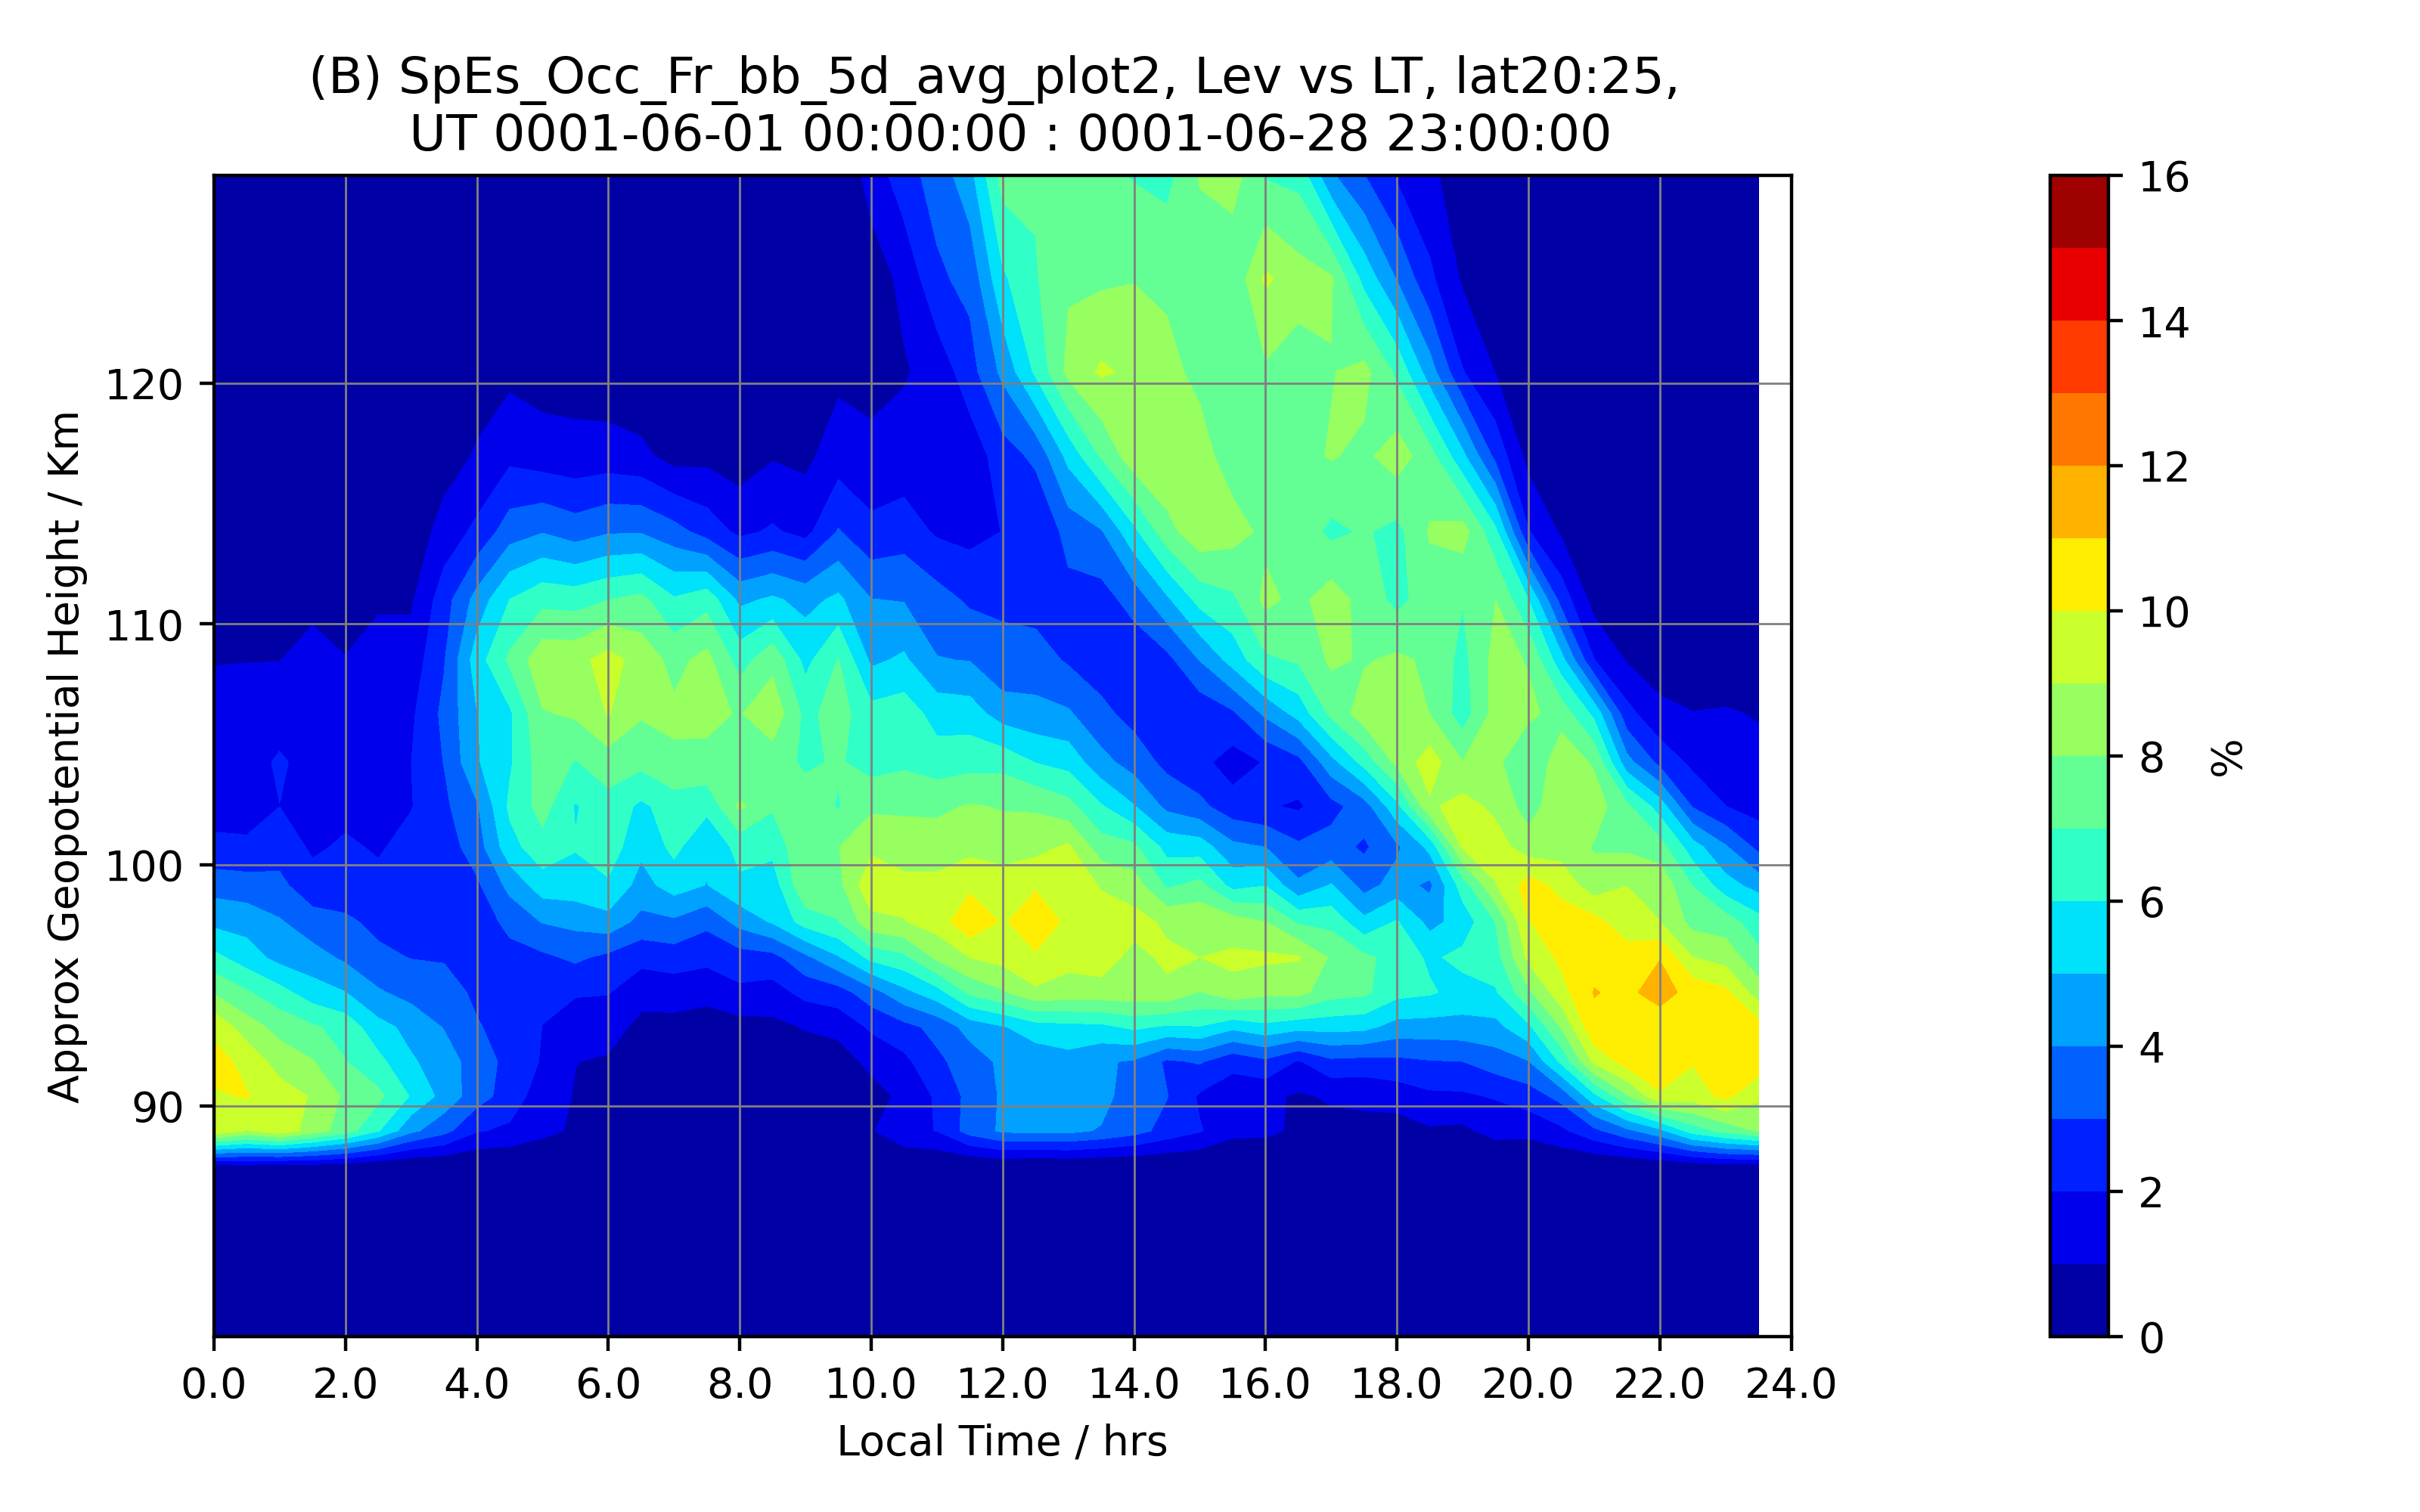 (B) SpEs_Occ_Fr_bb_5d_avg_plot2, Lev vs LT, lat20:25,
UT 0001-06-01 00:00:00 : 0001-06-28 23:00:00
Approx Geopotential Height / Km
120
110
100
90
0.0 2.0 4.0 6.0 8.0 10.0 12.0 14.0 16.0 18.0 20.0 22.0 24.0
Local Time / hrs
16
14
12
10
8
6
4
2
0
%